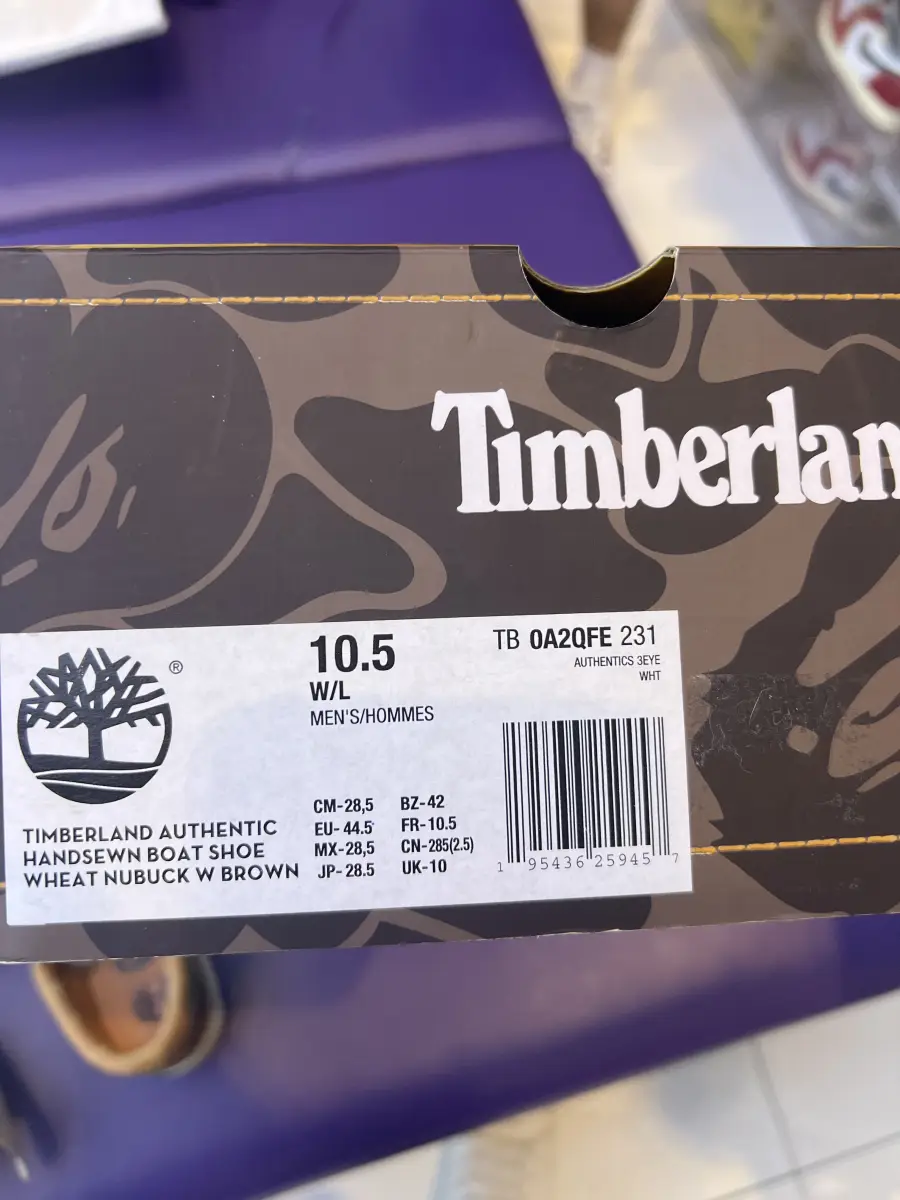 Timberlan
®
10.5
W/L
MEN'S/HOMMES
TB 0A2QFE 231
AUTHENTICS 3EYE
WHT
CM-28,5 BZ-42
EU-44.5 FR-10.5
MX-28,5 CN-285(2.5)
JP-28.5 UK-10
TIMBERLAND AUTHENTIC
HANDSEWN BOAT SHOE
WHEAT NUBUCK W BROWN
1 95436 25945 7